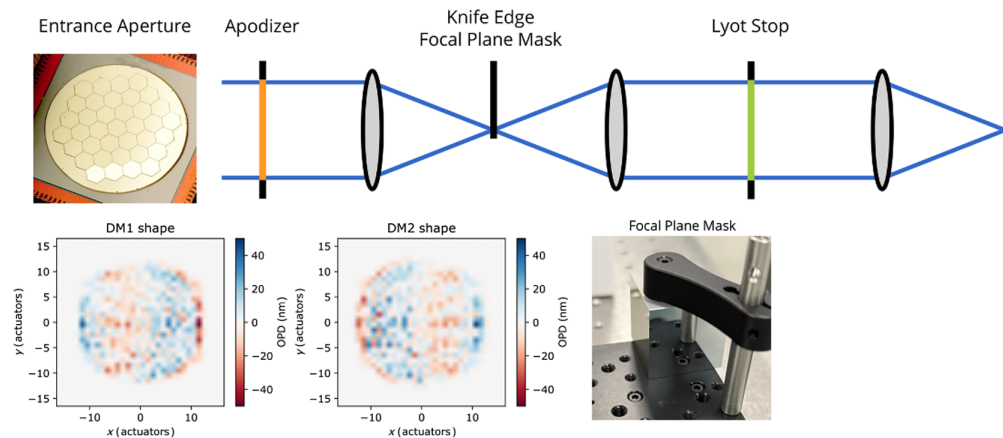 Entrance Aperture
Apodizer
Knife Edge
Focal Plane Mask
Lyot Stop
DM1 shape
15
10
5
0
−5
−10
−15
y (actuators)
−10
0
10
x (actuators)
40
20
0
−20
−40
OPD (nm)
DM2 shape
15
10
5
0
−5
−10
−15
y (actuators)
−10
0
10
x (actuators)
40
20
0
−20
−40
OPD (nm)
Focal Plane Mask